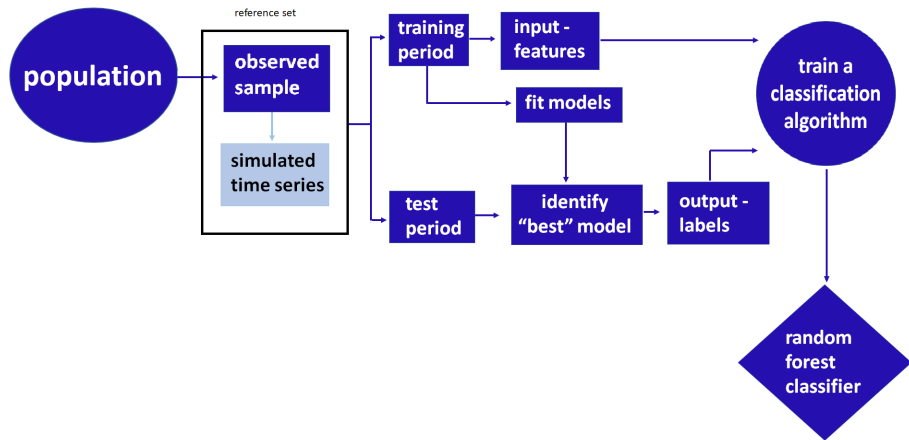 reference set
population
observed
sample
simulated
time series
training
period
input -
features
fit models
test
period
identify
“best” model
output -
labels
train a
classification
algorithm
random
forest
classifier